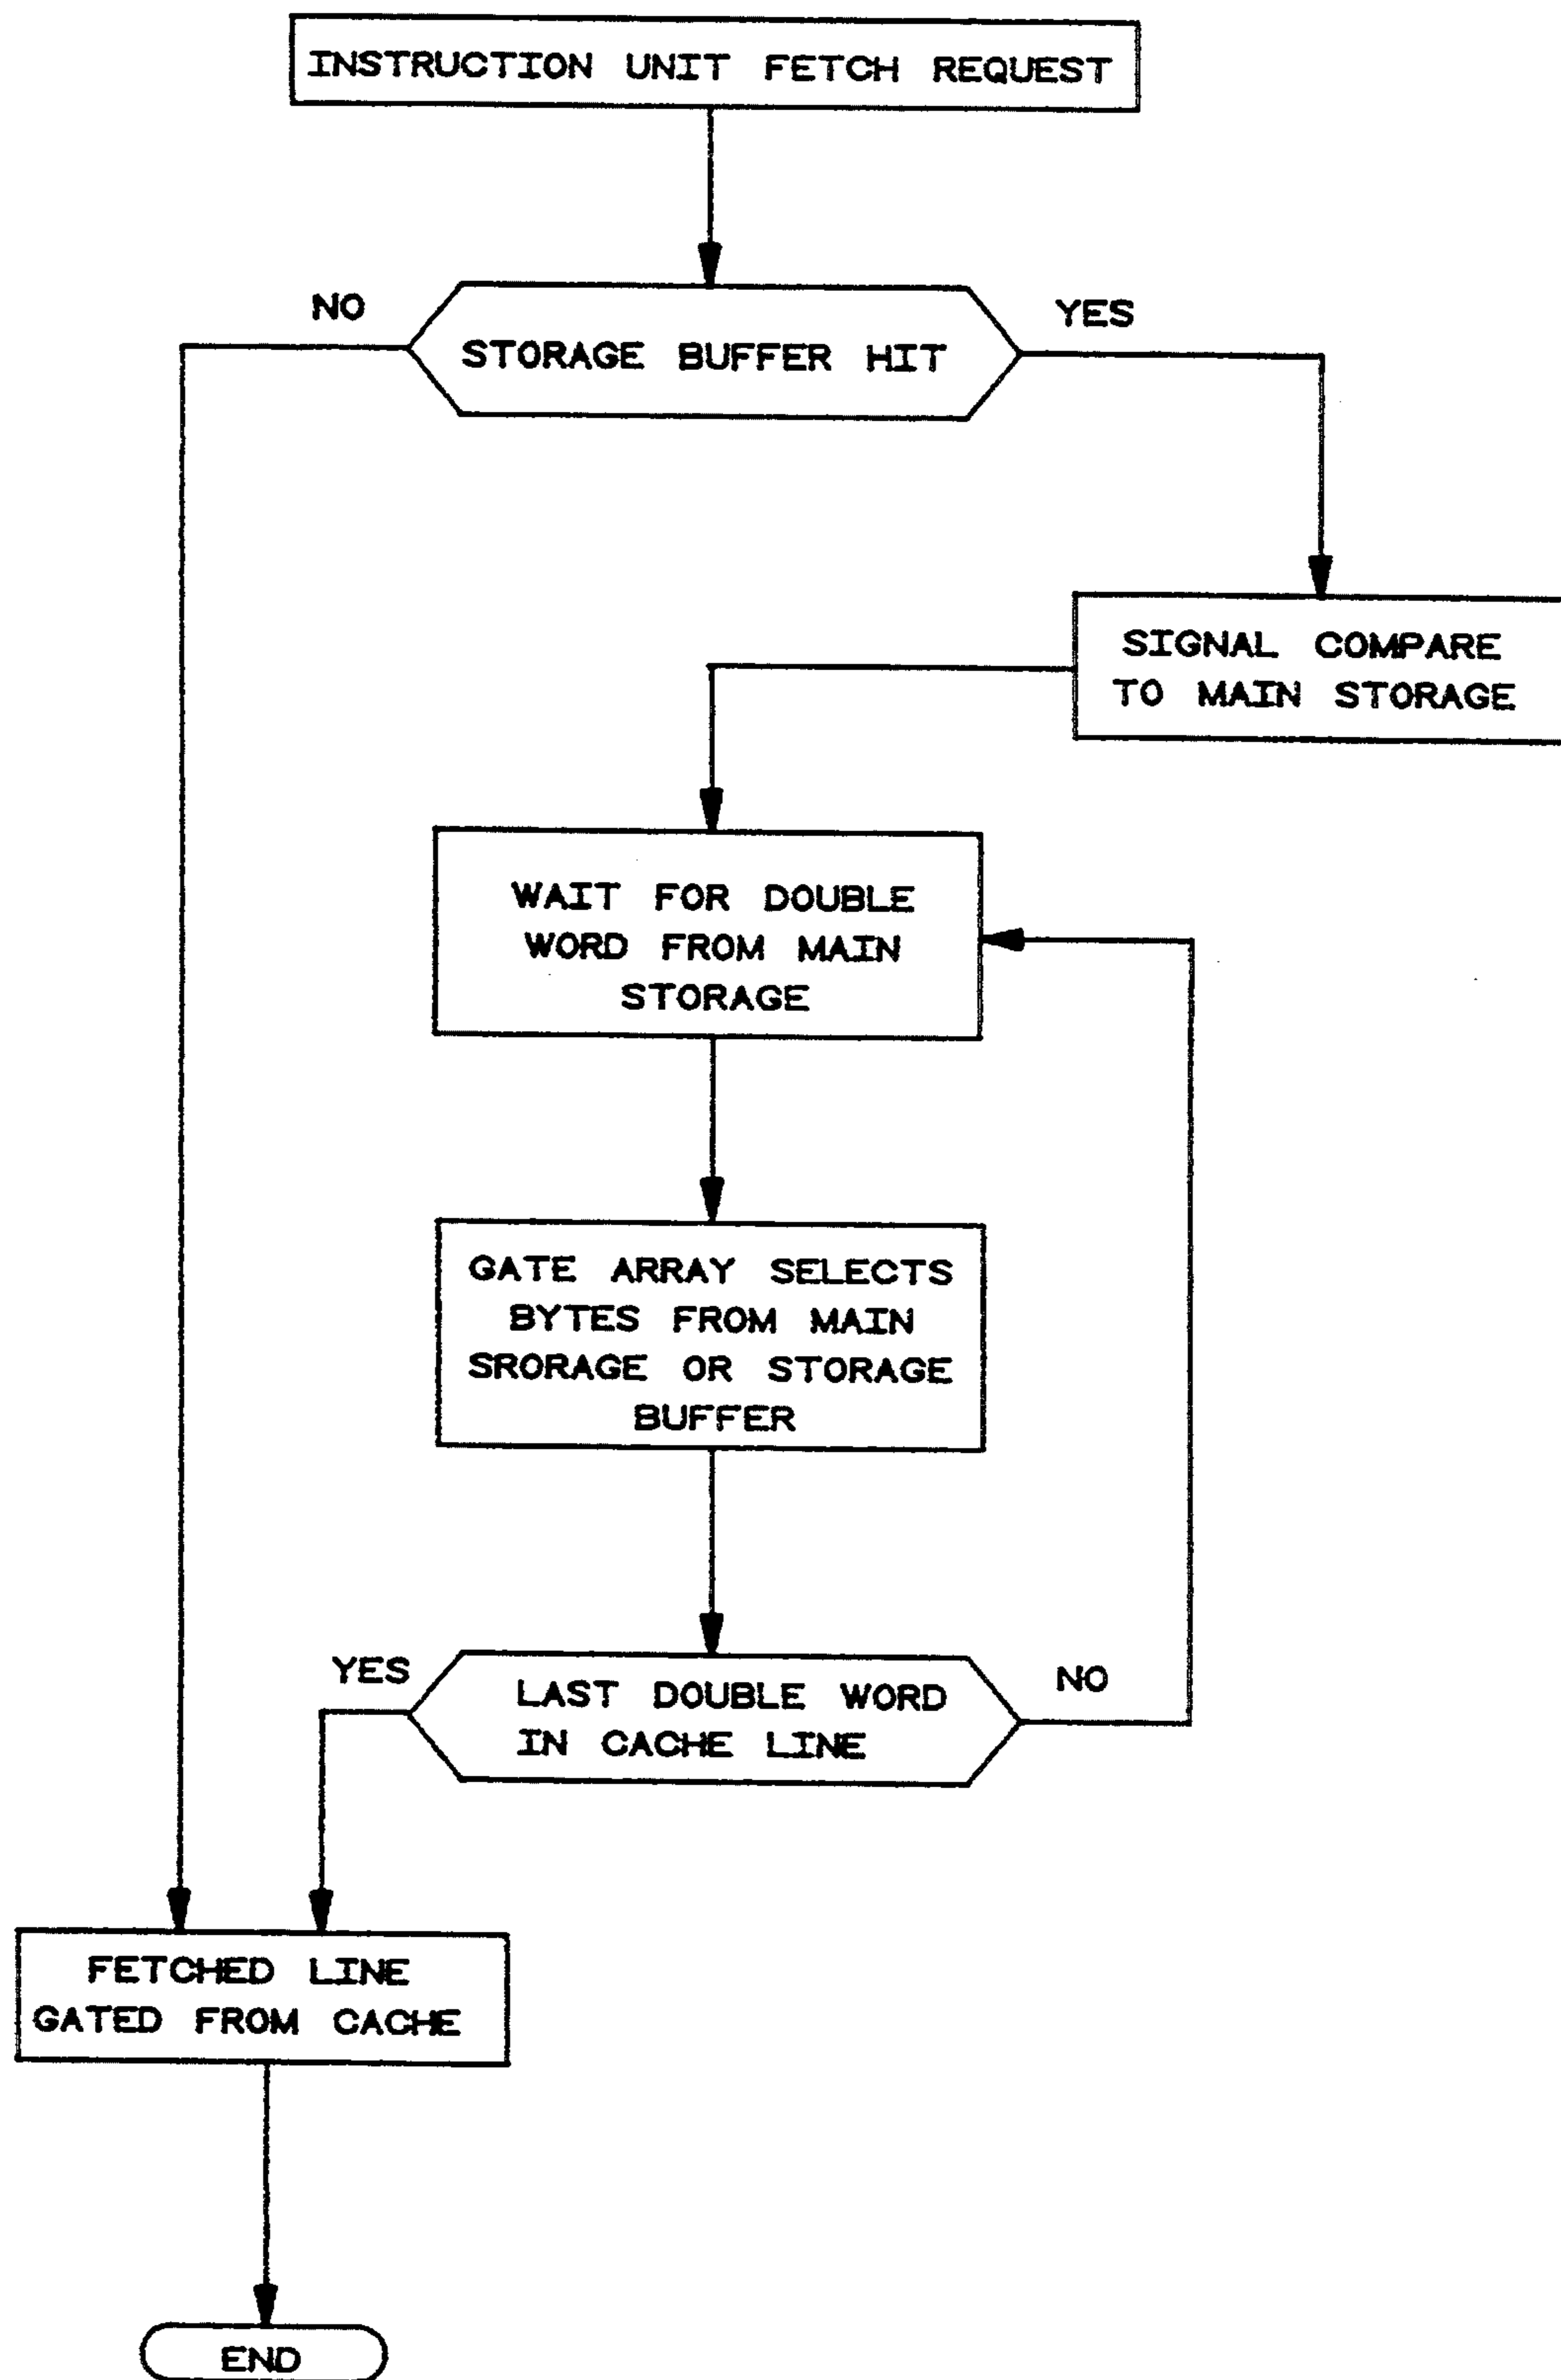 INSTRUCTION UNIT FETCH REQUEST
NO
YES
STORAGE BUFFER HIT
SIGNAL COMPARE
TO MAIN STORAGE
WAIT FOR DOUBLE
WORD FROM MAIN
STORAGE
GATE ARRAY SELECTS
BYTES FROM MAIN
SRORAGE OR STORAGE
BUFFER
YES
NO
LAST DOUBLE WORD
IN CACHE LINE
FETCHED LINE
GATED FROM CACHE
END